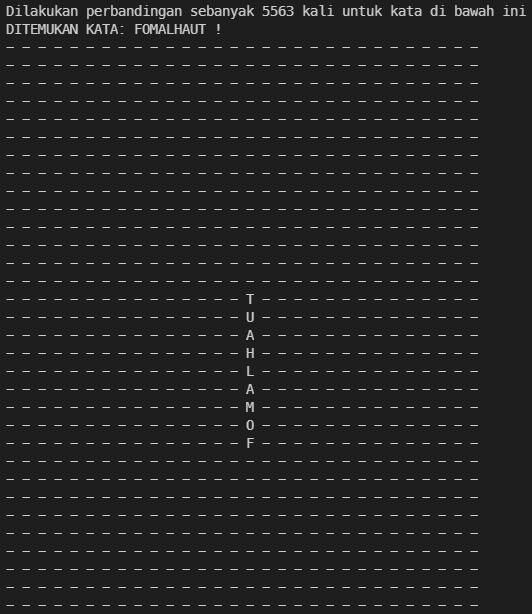 Dilakukan perbandingan sebanyak 5563 kali untuk kata di bawah ini
DITEMUKAN KATA: FOMALHAUT !
- - - - - - - - - - - - - - - - - - - - - - - - - - - - - -
- - - - - - - - - - - - - - - - - - - - - - - - - - - - - -
- - - - - - - - - - - - - - - - - - - - - - - - - - - - - -
- - - - - - - - - - - - - - - - - - - - - - - - - - - - - -
- - - - - - - - - - - - - - - - - - - - - - - - - - - - - -
- - - - - - - - - - - - - - - - - - - - - - - - - - - - - -
- - - - - - - - - - - - - - - - - - - - - - - - - - - - - -
- - - - - - - - - - - - - - - - - - - - - - - - - - - - - -
- - - - - - - - - - - - - - - - - - - - - - - - - - - - - -
- - - - - - - - - - - - - - - - - - - - - - - - - - - - - -
- - - - - - - - - - - - - - - - - - - - - - - - - - - - - -
- - - - - - - - - - - - - - - - - - - - - - - - - - - - - -
- - - - - - - - - - - - - - - - - - - - - - - - - - - - - -
- - - - - - - - - - - - - - - - - - - - - - - - - - - - - -
- - - - - - - - - - - - - - - T - - - - - - - - - - - - - -
- - - - - - - - - - - - - - - U - - - - - - - - - - - - - -
- - - - - - - - - - - - - - - A - - - - - - - - - - - - - -
- - - - - - - - - - - - - - - H - - - - - - - - - - - - - -
- - - - - - - - - - - - - - - L - - - - - - - - - - - - - -
- - - - - - - - - - - - - - - A - - - - - - - - - - - - - -
- - - - - - - - - - - - - - - M - - - - - - - - - - - - - -
- - - - - - - - - - - - - - - O - - - - - - - - - - - - - -
- - - - - - - - - - - - - - - F - - - - - - - - - - - - - -
- - - - - - - - - - - - - - - - - - - - - - - - - - - - - -
- - - - - - - - - - - - - - - - - - - - - - - - - - - - - -
- - - - - - - - - - - - - - - - - - - - - - - - - - - - - -
- - - - - - - - - - - - - - - - - - - - - - - - - - - - - -
- - - - - - - - - - - - - - - - - - - - - - - - - - - - - -
- - - - - - - - - - - - - - - - - - - - - - - - - - - - - -
- - - - - - - - - - - - - - - - - - - - - - - - - - - - - -
- - - - - - - - - - - - - - - - - - - - - - - - - - - - - -
- - - - - - - - - - - - - - - - - - - - - - - - - - - - - -